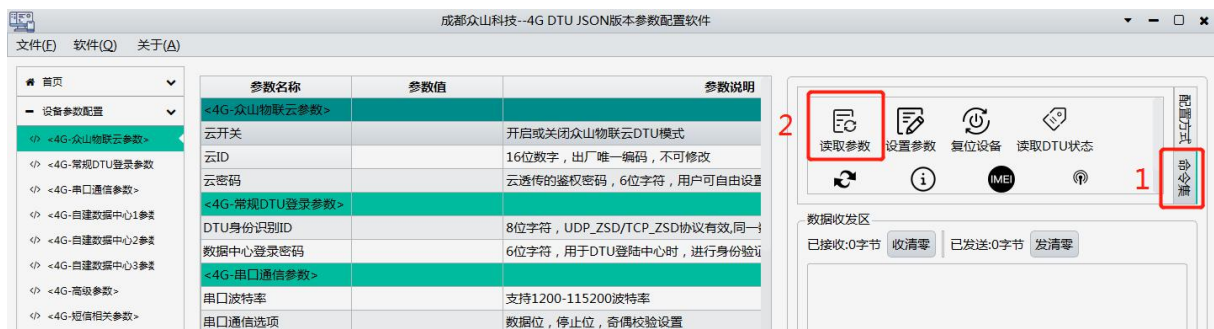 成都众山科技--4G DTU JSON版本参数配置软件
文件(F) 软件(Q) 关于(A)
首页
设备参数配置
<4G-众山物联云参数>
<4G-常规DTU登录参数
<4G-串口通信参数>
<4G-自建数据中心1参数
<4G-自建数据中心2参数
<4G-自建数据中心3参数
<4G-高级参数>
<4G-短信相关参数>
参数名称 参数值 参数说明
<4G-众山物联云参数>
云开关 开启或关闭众山物联云DTU模式
云ID 16位数字，出厂唯一编码，不可修改
云密码 云透传的鉴权密码，6位字符，用户可自由设置
<4G-常规DTU登录参数>
DTU身份识别ID 8位字符，UDP_ZSD/TCP_ZSD协议有效,同一
数据中心登录密码 6位字符，用于DTU登陆中心时，进行身份验证
<4G-串口通信参数>
串口波特率 支持1200-115200波特率
串口通信选项 数据位，停止位，奇偶校验设置
2
读取参数 设置参数 复位设备 读取DTU状态
IMEI
配置方式
1
命令集
数据收发区
已接收:0字节 收清零 已发送:0字节 发清零